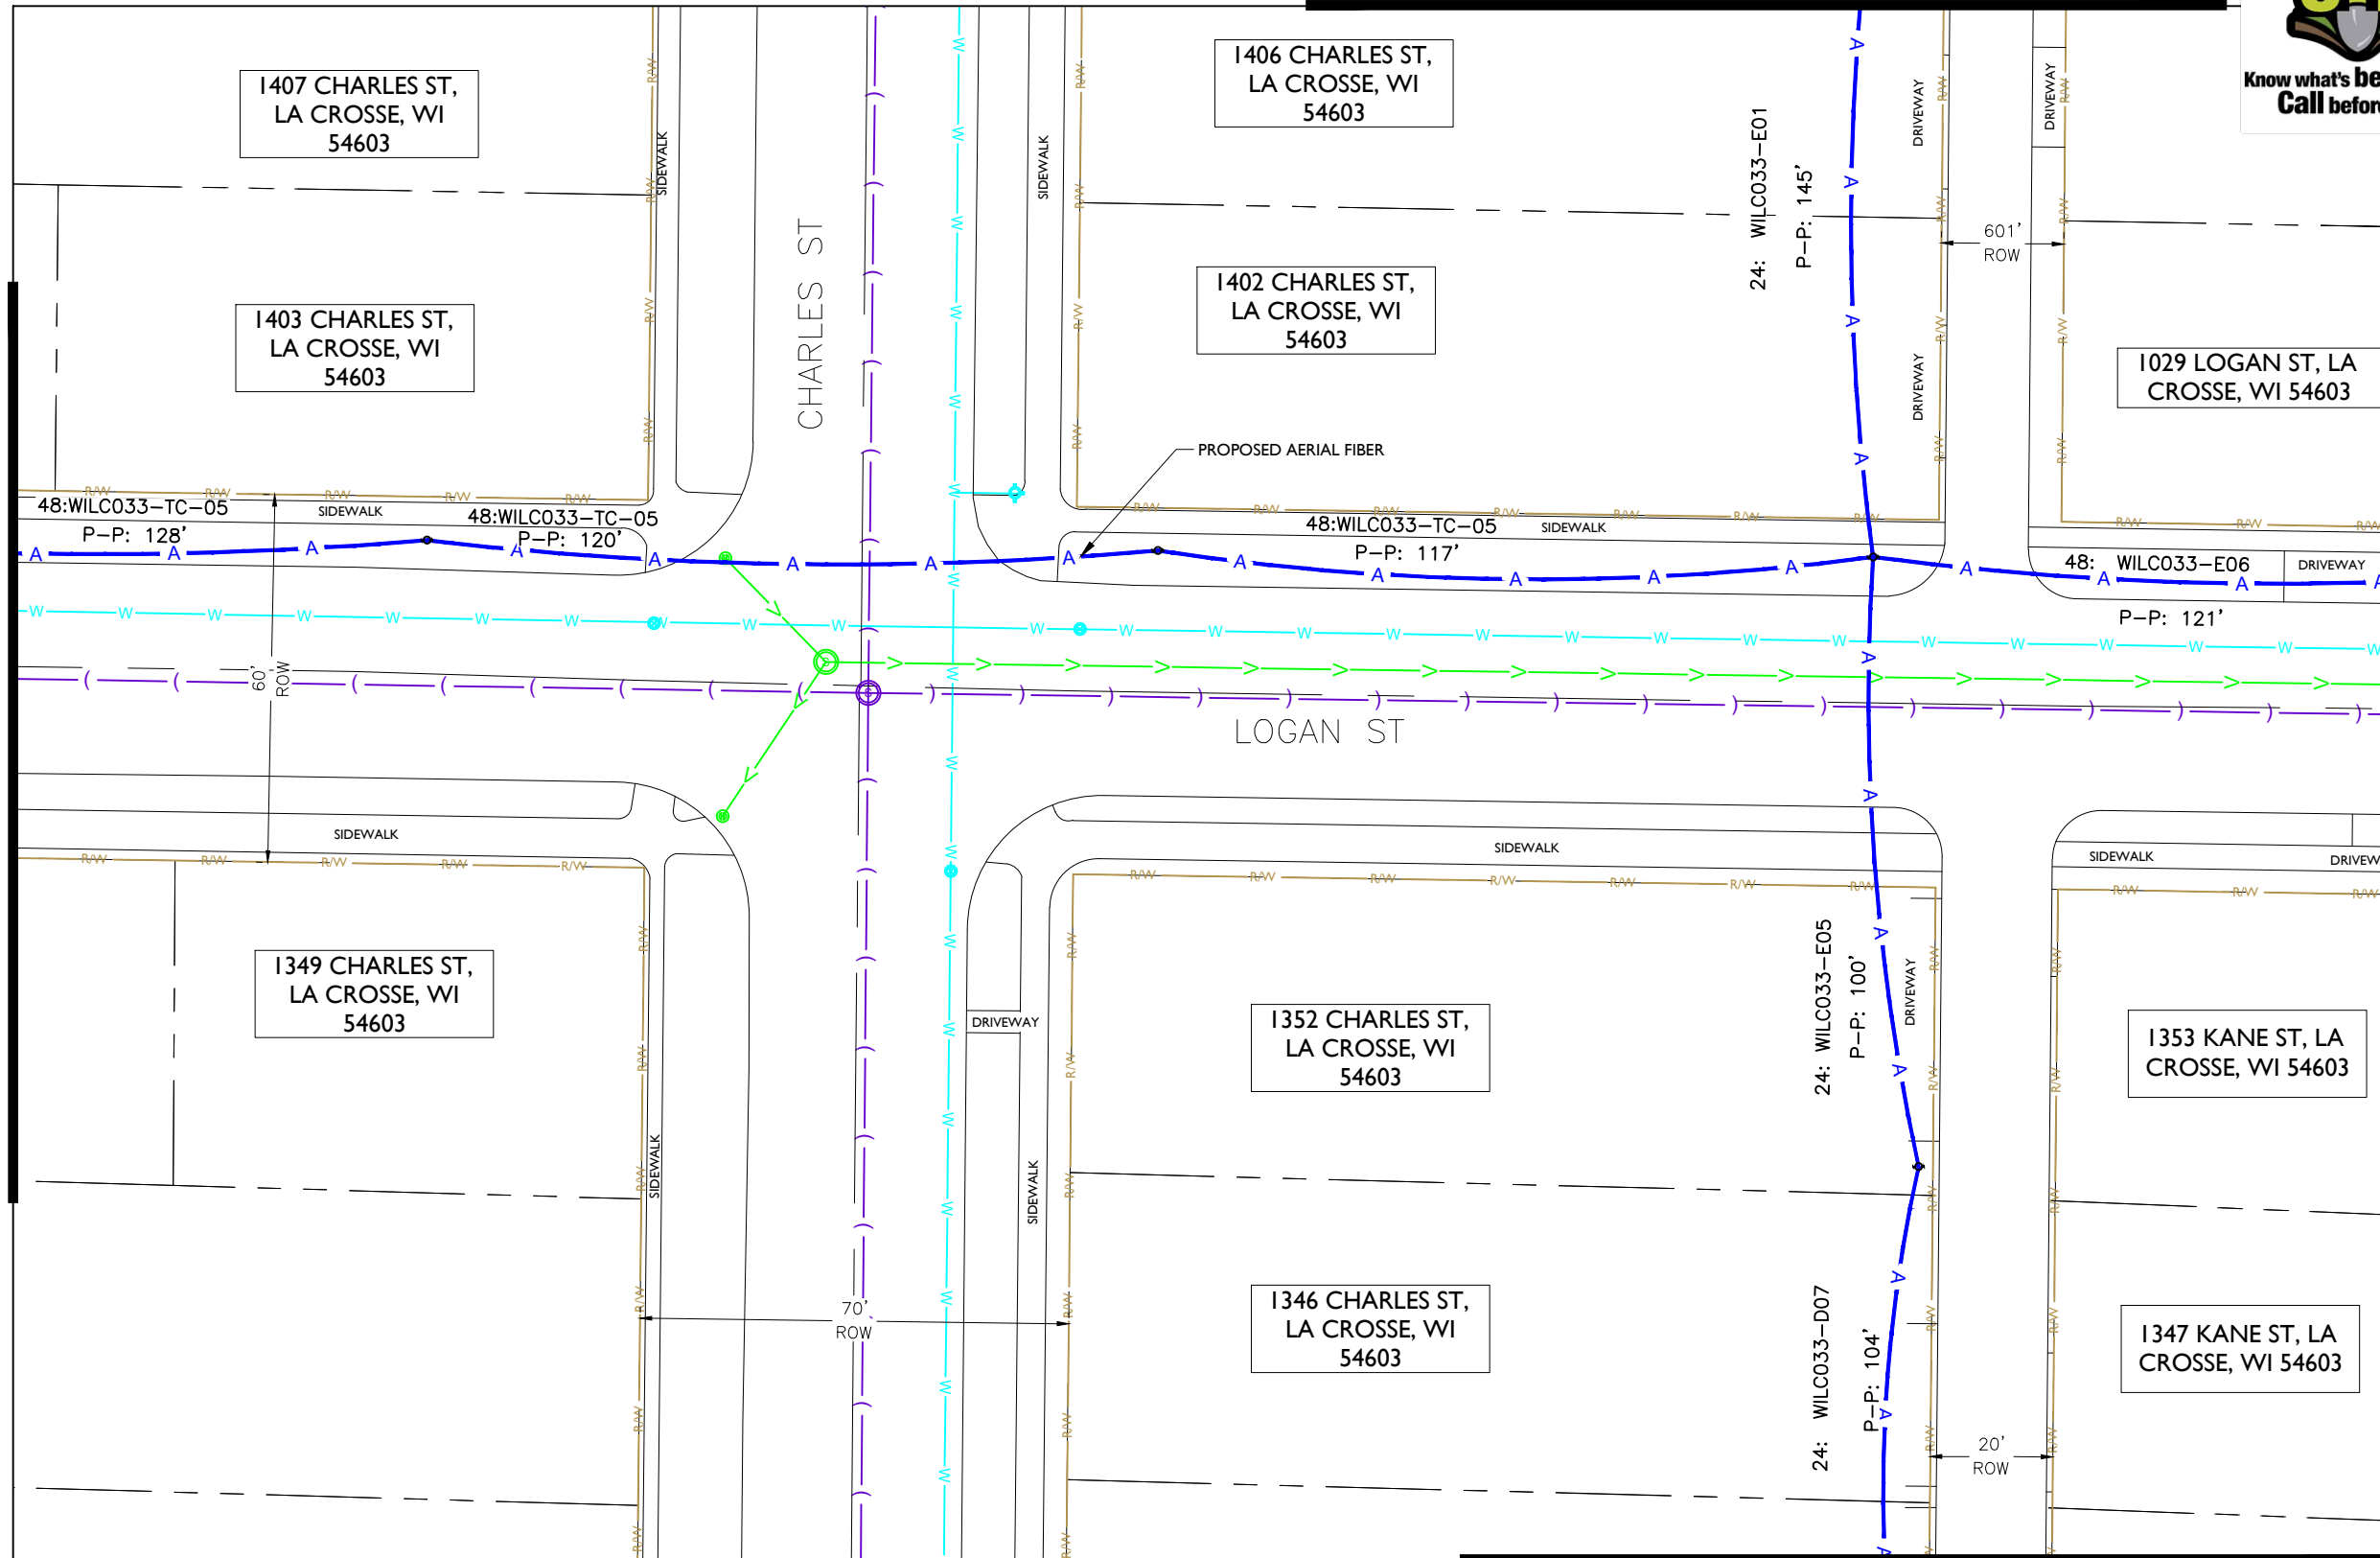 1407 CHARLES ST,
LA CROSSE, WI
54603
1406 CHARLES ST,
LA CROSSE, WI
54603
Know what's
Call
SIDEWALK
SIDEWALK
DRIVEWAY
DRIVEWAY
24: WILC033-E01
P-P: 145'
CHARLES ST
601'
ROW
1403 CHARLES ST,
LA CROSSE, WI
54603
1402 CHARLES ST,
LA CROSSE, WI
54603
DRIVEWAY
1029 LOGAN ST, LA
CROSSE, WI 54603
PROPOSED AERIAL FIBER
48:WILC033-TC-05
SIDEWALK
48:WILC033-TC-05
48:WILC033-TC-05
SIDEWALK
P-P: 128'
P-P: 120'
P-P: 117'
48: WILC033-E06
DRIVEWAY
P-P: 121'
60'
ROW
LOGAN ST
SIDEWALK
SIDEWALK
SIDEWALK
1349 CHARLES ST,
LA CROSSE, WI
54603
24: WILC033-E05
P-P: 100'
DRIVEWAY
DRIVEWAY
1352 CHARLES ST,
LA CROSSE, WI
54603
1353 KANE ST, LA
CROSSE, WI 54603
SIDEWALK
SIDEWALK
70'
ROW
1346 CHARLES ST,
LA CROSSE, WI
54603
24: WILC033-D07
P-P: 104'
1347 KANE ST, LA
CROSSE, WI 54603
20'
ROW